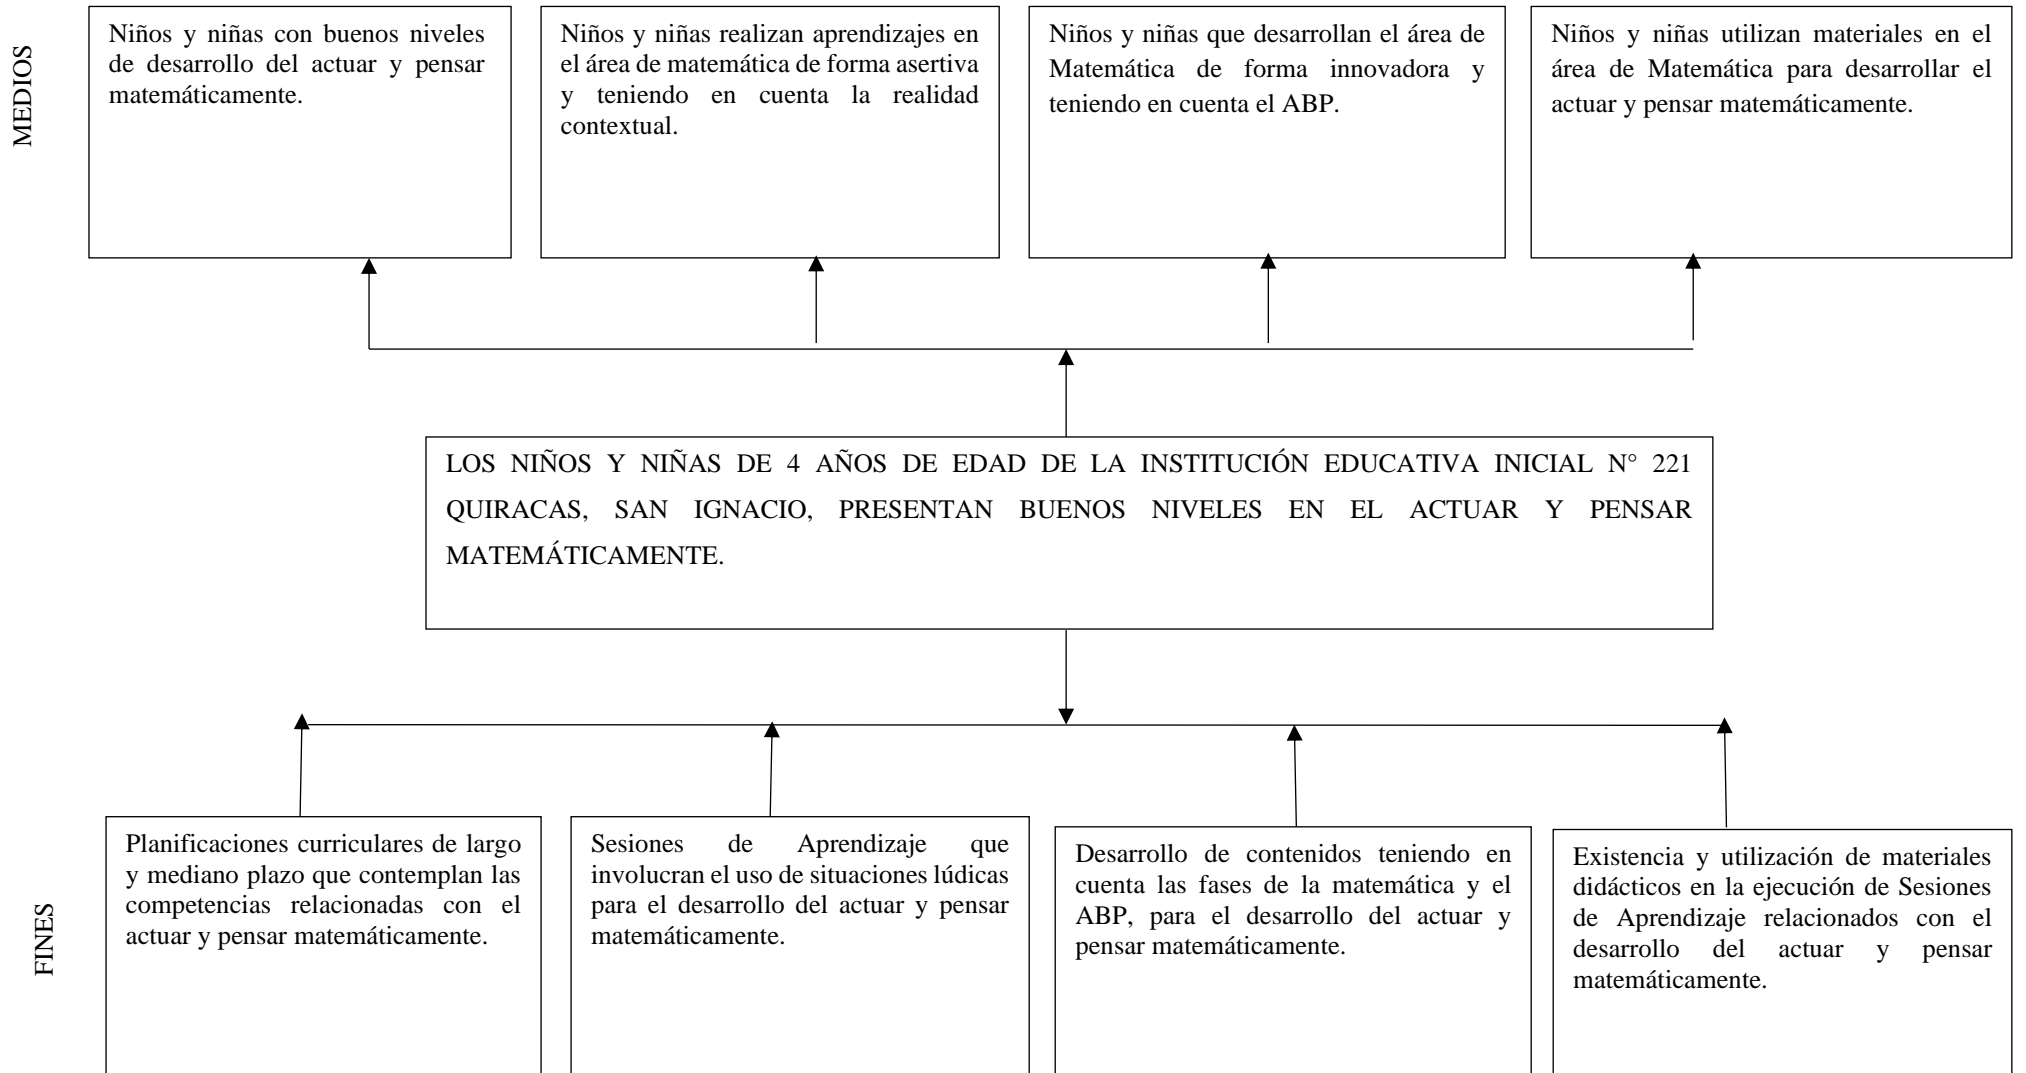 MEDIOS
Niños y niñas con buenos niveles
de desarrollo del actuar y pensar
matemáticamente.
Niños y niñas realizan aprendizajes en
el área de matemática de forma asertiva
y teniendo en cuenta la realidad
contextual.
Niños y niñas que desarrollan el área de
Matemática de forma innovadora y
teniendo en cuenta el ABP.
Niños y niñas utilizan materiales en el
área de Matemática para desarrollar el
actuar y pensar matemáticamente.
LOS NIÑOS Y NIÑAS DE 4 AÑOS DE EDAD DE LA INSTITUCIÓN EDUCATIVA INICIAL N° 221
QUIRACAS, SAN IGNACIO, PRESENTAN BUENOS NIVELES EN EL ACTUAR Y PENSAR
MATEMÁTICAMENTE.
FINES
Planificaciones curriculares de largo
y mediano plazo que contemplan las
competencias relacionadas con el
actuar y pensar matemáticamente.
Sesiones de Aprendizaje que
involucran el uso de situaciones lúdicas
para el desarrollo del actuar y pensar
matemáticamente.
Desarrollo de contenidos teniendo en
cuenta las fases de la matemática y el
ABP, para el desarrollo del actuar y
pensar matemáticamente.
Existencia y utilización de materiales
didácticos en la ejecución de Sesiones
de Aprendizaje relacionados con el
desarrollo del actuar y pensar
matemáticamente.